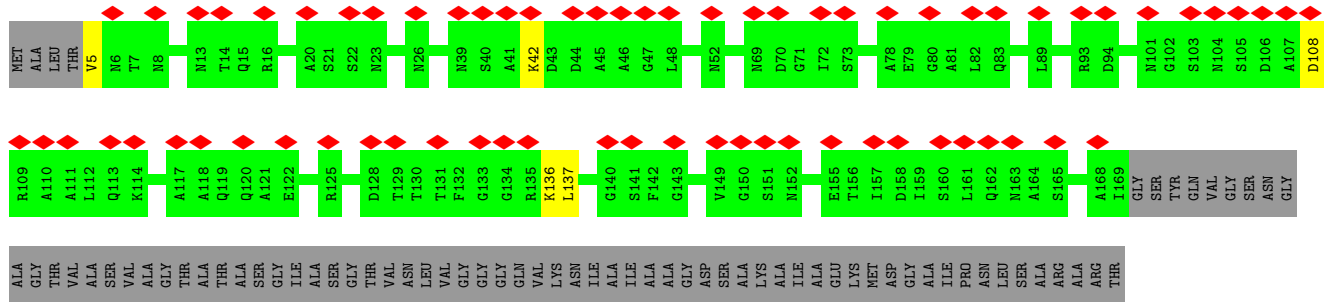 MET ALA LEU THR V5 N6 T7 N8 N13 T14 Q15 R16 A20 S21 S22 N23 N26 N39 S40 A41 K42 D43 D44 A45 A46 G47 L48 N52 N69 D70 G71 I72 S73 A78 E79 G80 A81 L82 Q83 L89 R93 D94 N101 G102 S103 N104 S105 D106 A107 D108
R109 A110 A111 L112 Q113 K114 A117 A118 Q119 Q120 A121 E122 R125 D128 T129 T130 T131 F132 G133 G134 R135 K136 L137 G140 S141 F142 G143 V149 G150 S151 N152 E155 T156 I157 D158 I159 S160 L161 Q162 N163 A164 S165 A168 I169 GLY SER TYR GLN VAL GLY SER ASN GLY
ALA GLY THR VAL ALA SER VAL ALA GLY THR ALA THR ALA SER GLY ILE ALA SER GLY THR VAL ASN LEU VAL GLY GLY GLY GLN VAL LYS ASN ILE ALA ILE ALA ALA GLY ASP SER ALA LYS ALA ILE ALA GLU LYS MET ASP GLY ALA ILE PRO ASN LEU SER ALA ARG ALA ARG THR